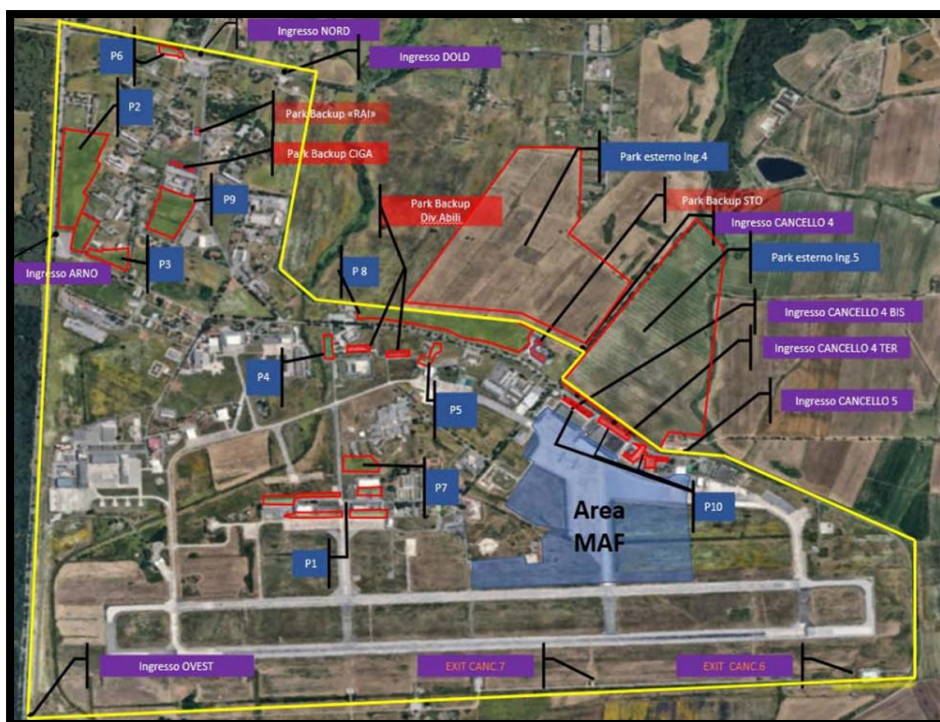 Ingresso NORD
P6
Ingresso DOLD
P2
Park Backup «RAI»
Park Backup CIGA
Park esterno Ing.4
P9
Park Backup
Div.Abili
Park Backup STO
Ingresso CANCELLO 4
Park esterno Ing.5
P3
Ingresso ARNO
P 8
Ingresso CANCELLO 4 BIS
Ingresso CANCELLO 4 TER
P4
P5
Ingresso CANCELLO 5
P7
P10
Area
MAF
P1
Ingresso OVEST
EXIT CANC.7
EXIT CANC.6